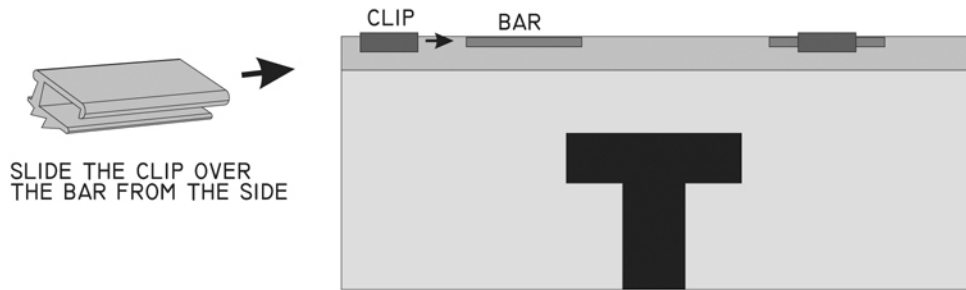 CLIP
BAR
SLIDE THE CLIP OVER
THE BAR FROM THE SIDE
T